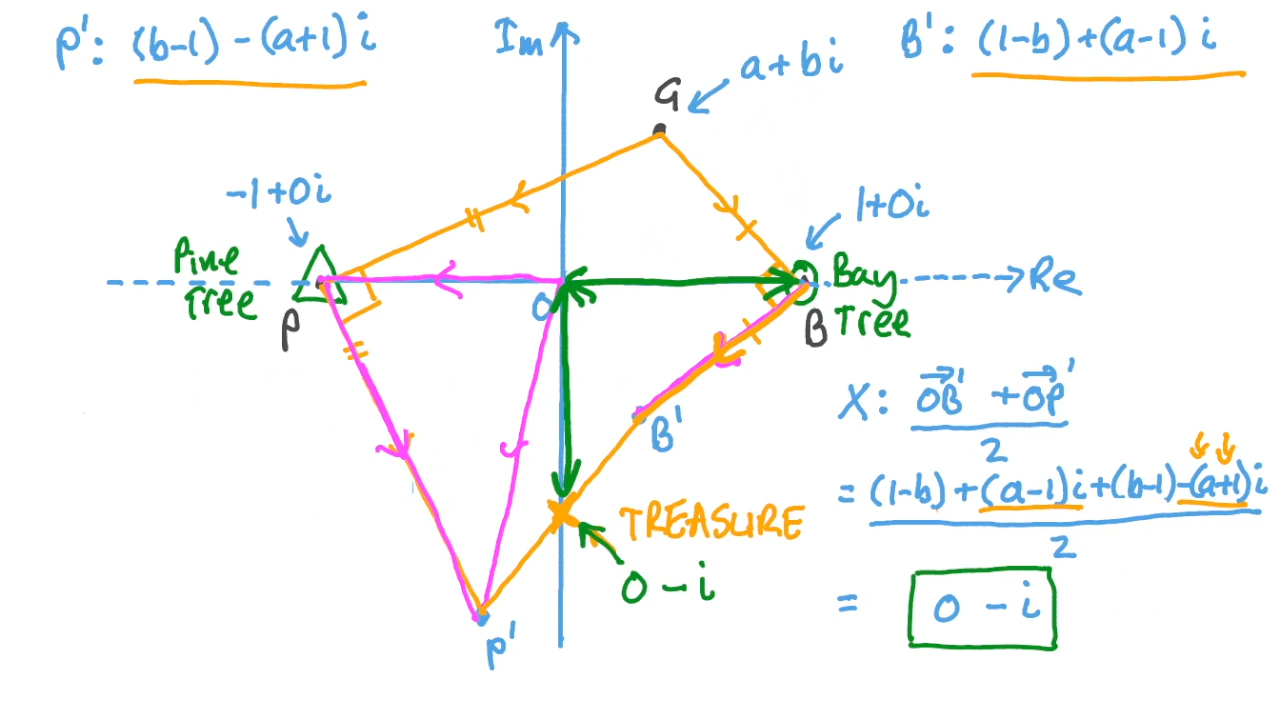 P': (b-1) - (a+1) i
Im
B': (1-b) + (a-1) i
G
a + bi
-1+0i
1+0i
Pine
Tree
P
O
Bay
Tree
B
Re
B'
X: OB' + OP'
2
= (1-b) + (a-1)i + (b-1) - (a+1)i
2
TREASURE
0 - i
= 0 - i
P'